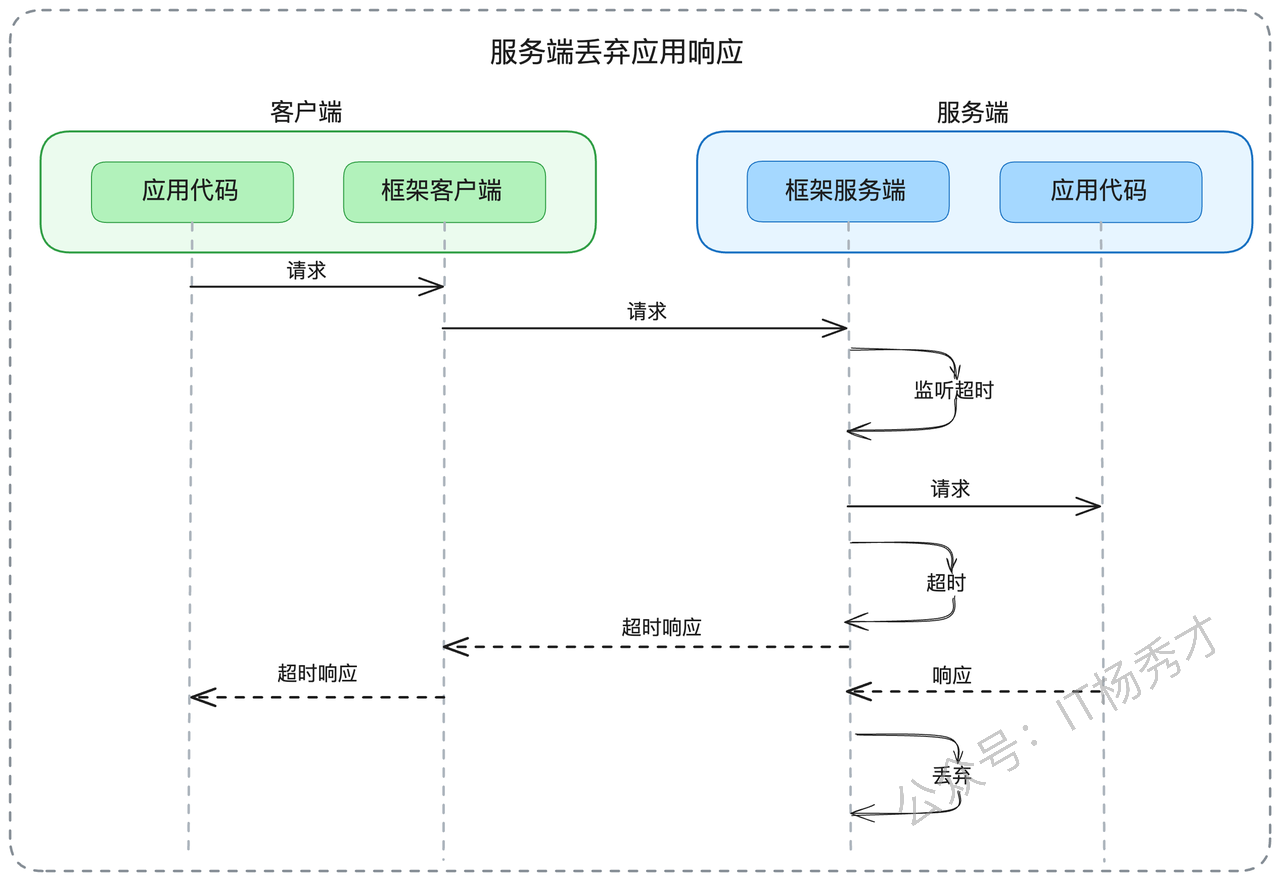 服务端丢弃应用响应
客户端
服务端
应用代码
框架客户端
框架服务端
应用代码
请求
请求
监听超时
请求
超时
超时响应
超时响应
响应
丢弃
公众号：IT杨秀才